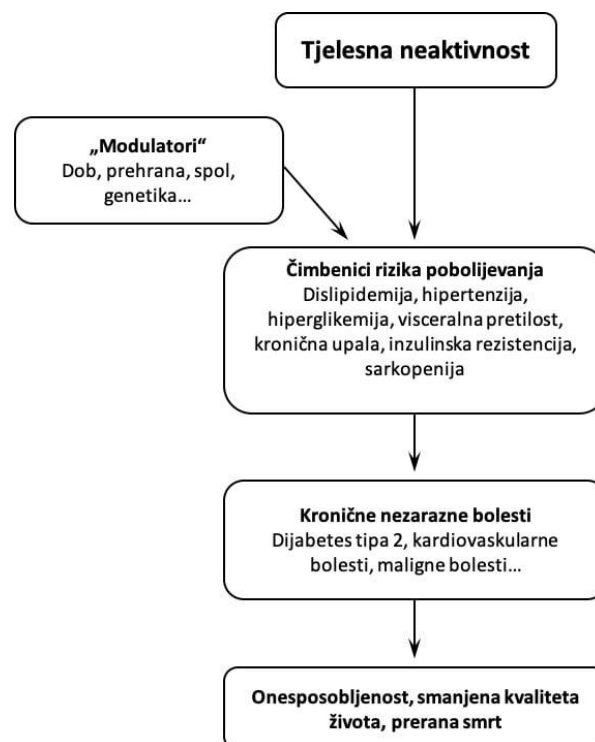 Tjelesna neaktivnost
„Modulatori“
Dob, prehrana, spol,
genetika...
Čimbenici rizika pobolijevanja
Dislipidemija, hipertenzija,
hiperglikemija, visceralna pretilost,
kronična upala, inzulinska rezistencija,
sarkopenija
Kronične nezarazne bolesti
Dijabetes tipa 2, kardiovaskularne
bolesti, maligne bolesti...
Onesposobljenost, smanjena kvaliteta
života, prerana smrt